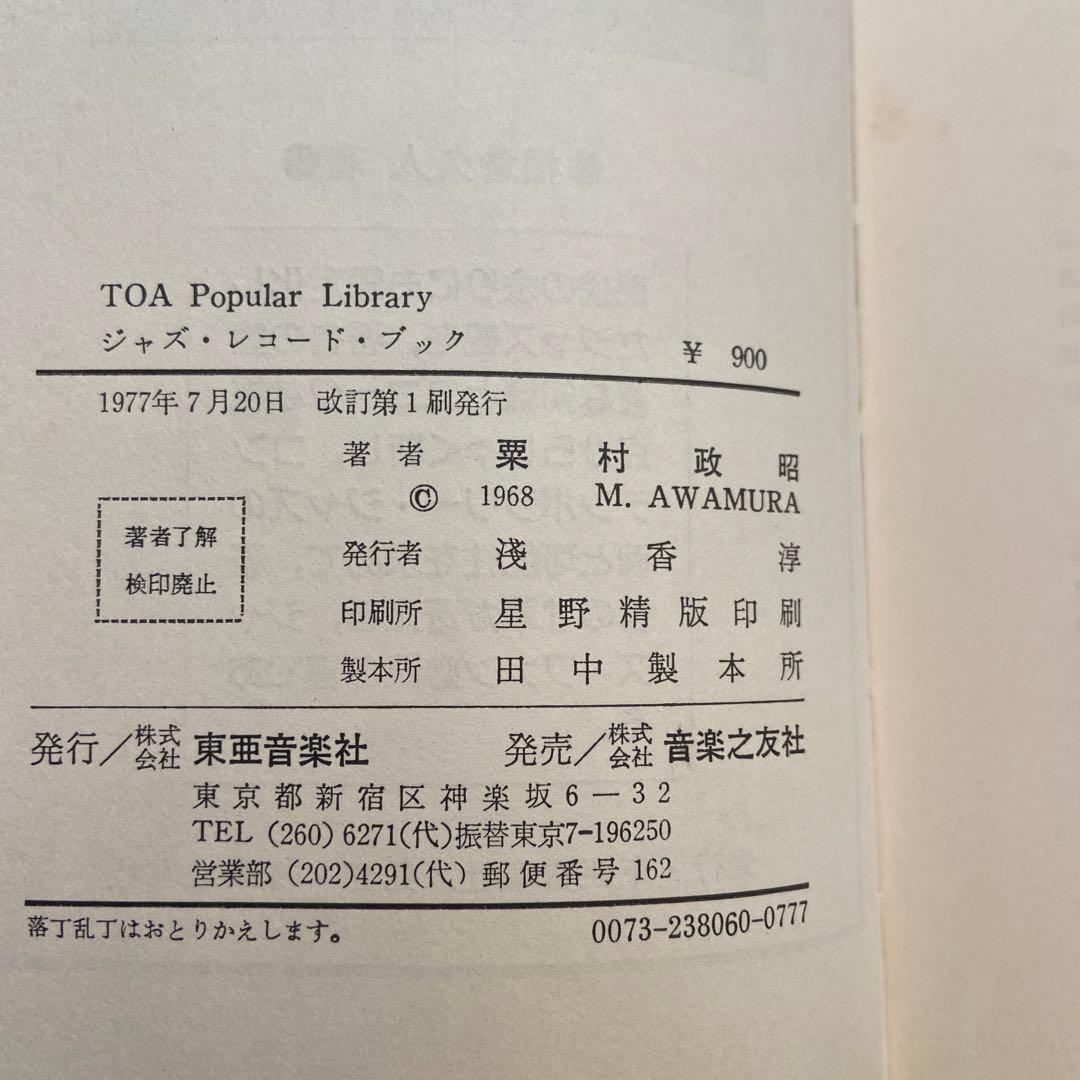 TOA Popular Library
ジャズ・レコード・ブック
¥ 900
1977年7月20日 改訂第1刷発行
著者 粟村政昭
© 1968 M. AWAMURA
著者了解
検印廃止
発行者 淺香淳
印刷所 星野精版印刷
製本所 田中製本所
発行／株式会社 東亜音楽社 発売／株式会社 音楽之友社
東京都新宿区神楽坂6－32
TEL (260) 6271(代)振替東京7-196250
営業部 (202)4291(代) 郵便番号 162
落丁乱丁はおとりかえします。
0073-238060-0777